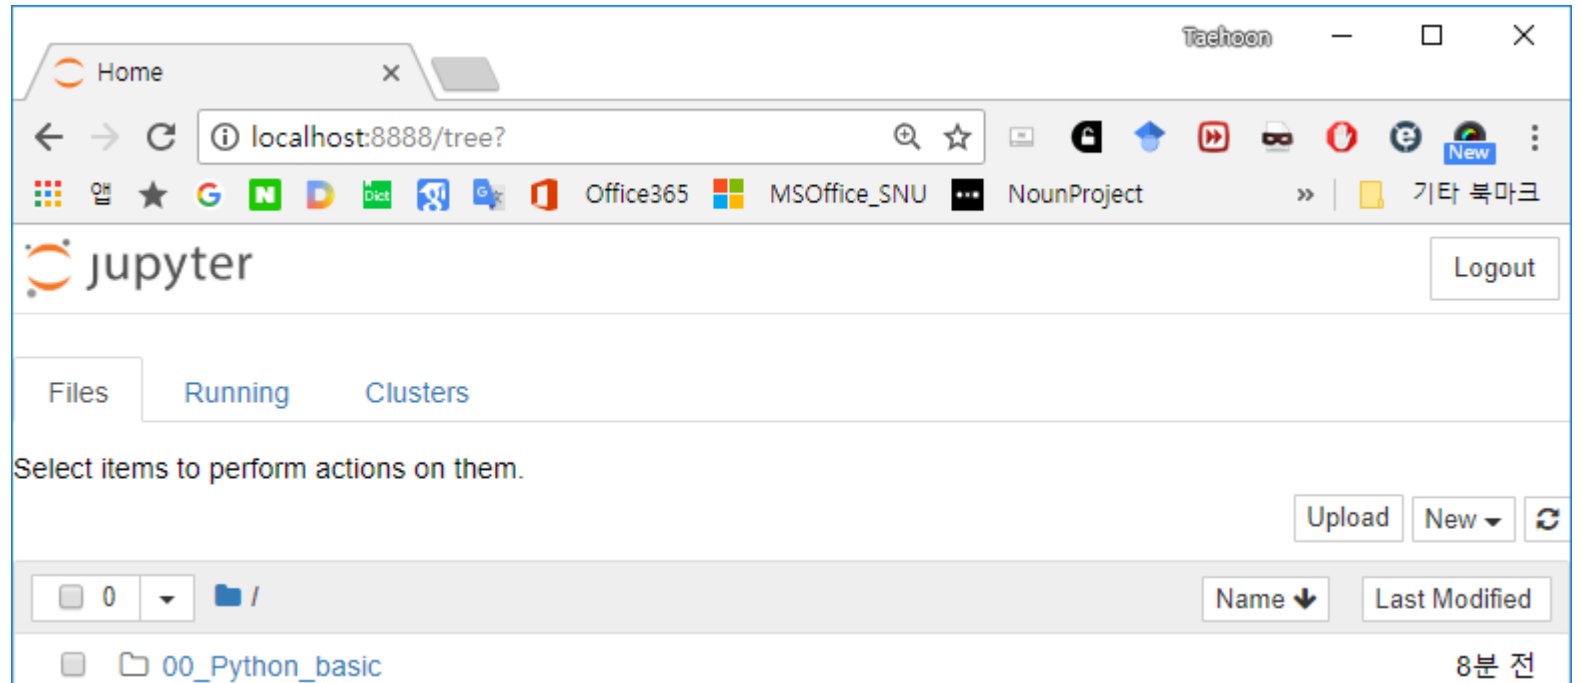 Taehoon
Home
localhost:8888/tree?
New
앱 G N D Dict G Office365 MSOffice_SNU NounProject » 기타 북마크
jupyter Logout
Files Running Clusters
Select items to perform actions on them.
Upload New
0 / Name Last Modified
00_Python_basic 8분 전